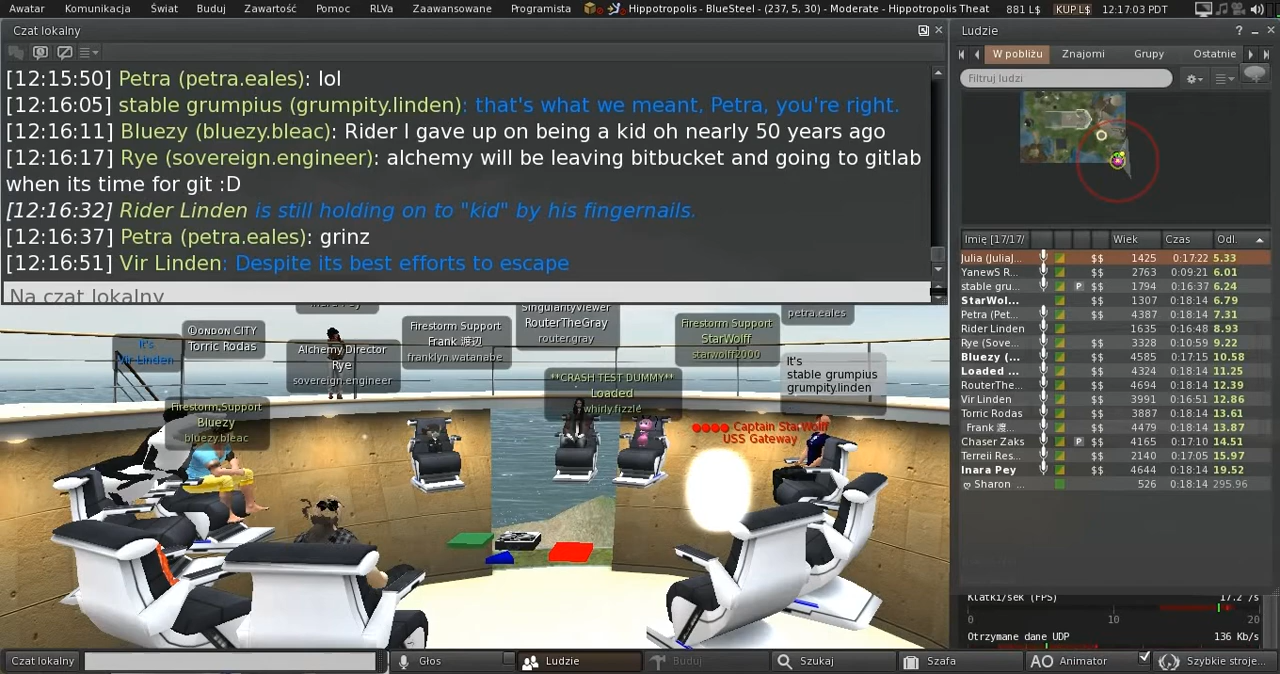 Awatar Komunikacja Świat Buduj Zawartość Pomoc RLVa Zaawansowane Programista Hippotropolis - BlueSteel - (237, 5, 30) - Moderate - Hippotropolis Theat 881 L$ KUP L$ 12:17:03 PDT
Czat lokalny
[12:15:50] Petra (petra.eales): lol
[12:16:05] stable grumpius (grumpity.linden): that's what we meant, Petra, you're right.
[12:16:11] Bluezy (bluezy.bleac): Rider I gave up on being a kid oh nearly 50 years ago
[12:16:17] Rye (sovereign.engineer): alchemy will be leaving bitbucket and going to gitlab
when its time for git :D
[12:16:32] Rider Linden is still holding on to "kid" by his fingernails.
[12:16:37] Petra (petra.eales): grinz
[12:16:51] Vir Linden: Despite its best efforts to escape
Na czat lokalny
Inara Pey
It's
Vir Linden
ⒸONDON CITY
Torric Rodas
Alchemy Director
Rye
sovereign.engineer
Firestorm Support
Frank 渡辺
franklyn.watanabe
SingularityViewer
RouterTheGray
router.gray
Firestorm Support
StarWolff
starwolff2000
petra.eales
It's
stable grumpius
grumpity.linden
**CRASH TEST DUMMY**
Loaded
whirly.fizzle
Firestorm Support
Bluezy
bluezy.bleac
Captain StarWolff
USS Gateway
Ludzie
W pobliżu Znajomi Grupy Ostatnie
Filtruj ludzi
Imię [17/17/ Wiek Czas Odl.
Julia (JuliaJ... $$ 1425 0:17:22 5.33
YanewS R... $$ 2763 0:09:21 6.01
stable gru... P $$ 1794 0:16:37 6.24
StarWol... $$ 1307 0:18:14 6.79
Petra (Pet... $$ 4387 0:18:14 7.31
Rider Linden $$ 1635 0:16:48 8.93
Rye (Sove... $$ 3328 0:10:59 9.22
Bluezy (... $$ 4585 0:17:15 10.58
Loaded ... $$ 4324 0:18:14 11.25
RouterThe... $$ 4694 0:18:14 12.39
Vir Linden $$ 3991 0:16:51 12.86
Torric Rodas $$ 3887 0:18:14 13.61
Frank 渡... $$ 4479 0:18:14 13.87
Chaser Zaks P $$ 4165 0:17:10 14.51
Terreii Res... $$ 2140 0:17:05 15.97
Inara Pey $$ 4644 0:18:14 19.52
ღ Sharon ... 526 0:18:14 295.96
Klatki/sek (FPS) 17.2 /s
0 10 20
Otrzymane dane UDP 136 Kb/s
Czat lokalny Głos Ludzie Buduj Szukaj Szafa AO Animator Szybkie stroje...